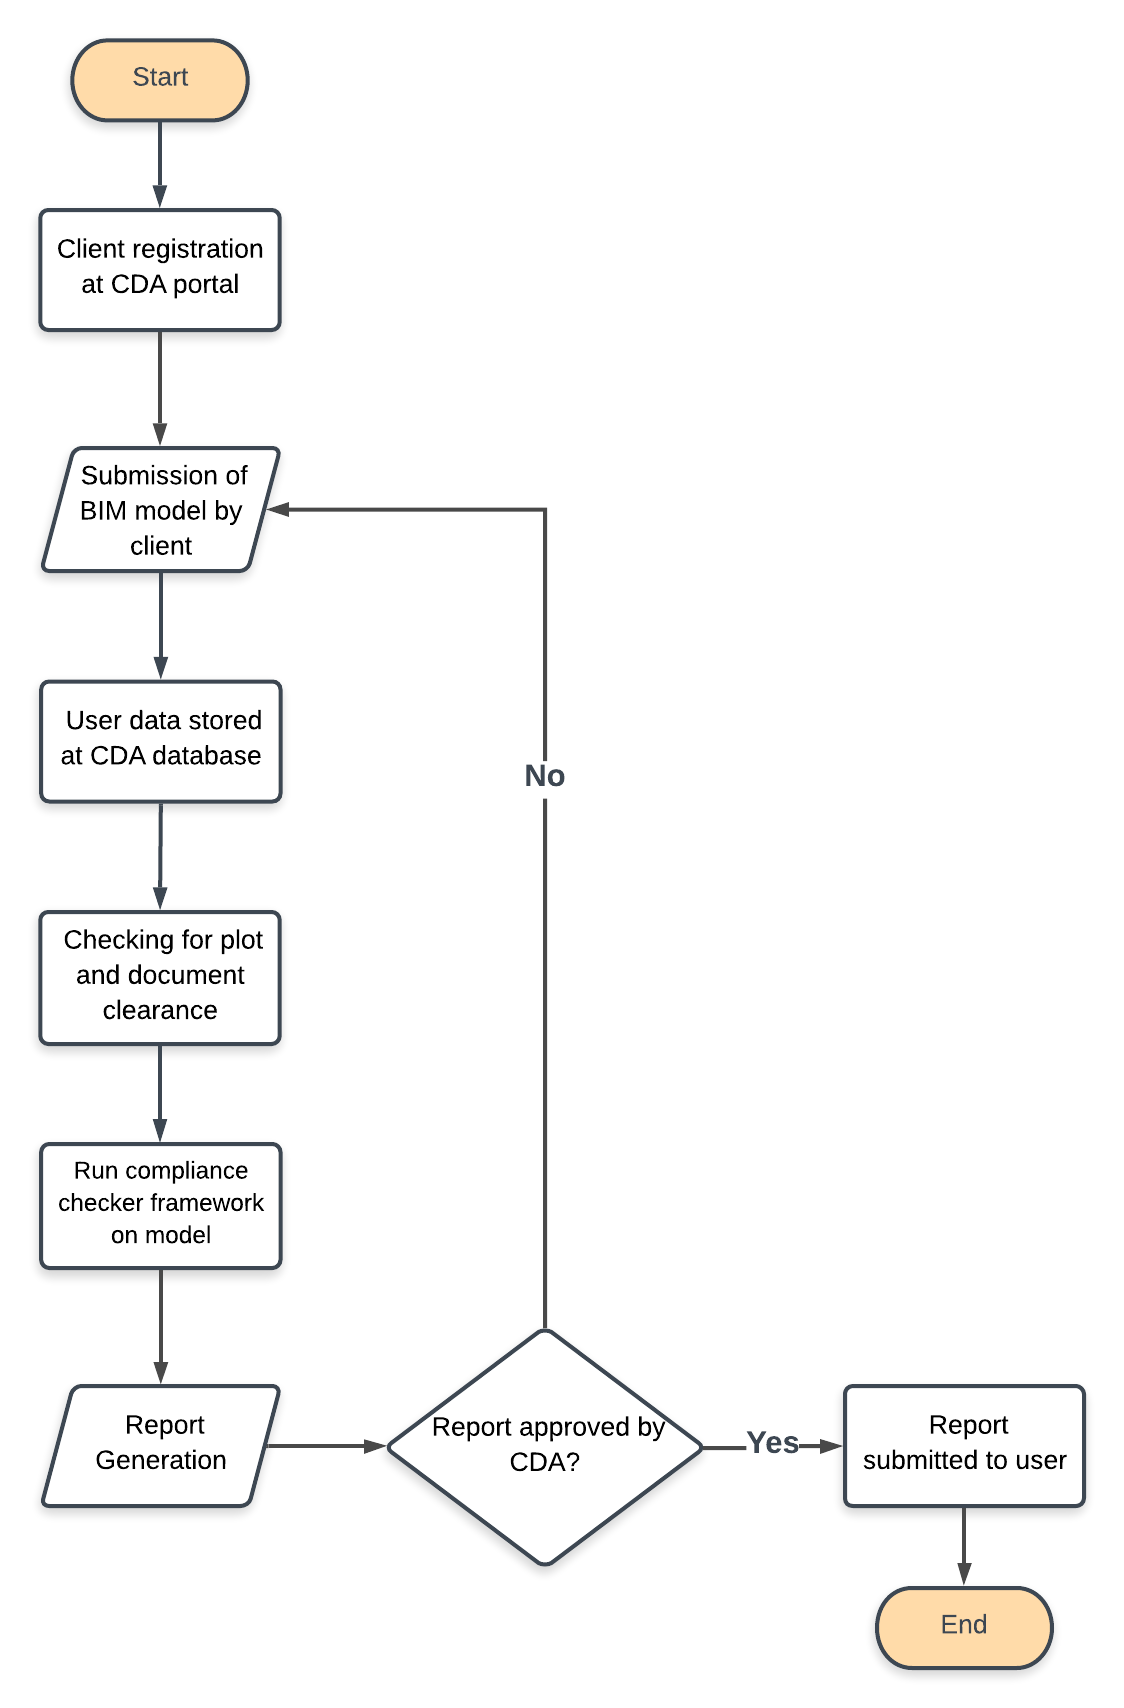 Start
Client registration
at CDA portal
Submission of
BIM model by
client
User data stored
at CDA database
No
Checking for plot
and document
clearance
Run compliance
checker framework
on model
Report
Generation
Report approved by
CDA?
Yes
Report
submitted to user
End